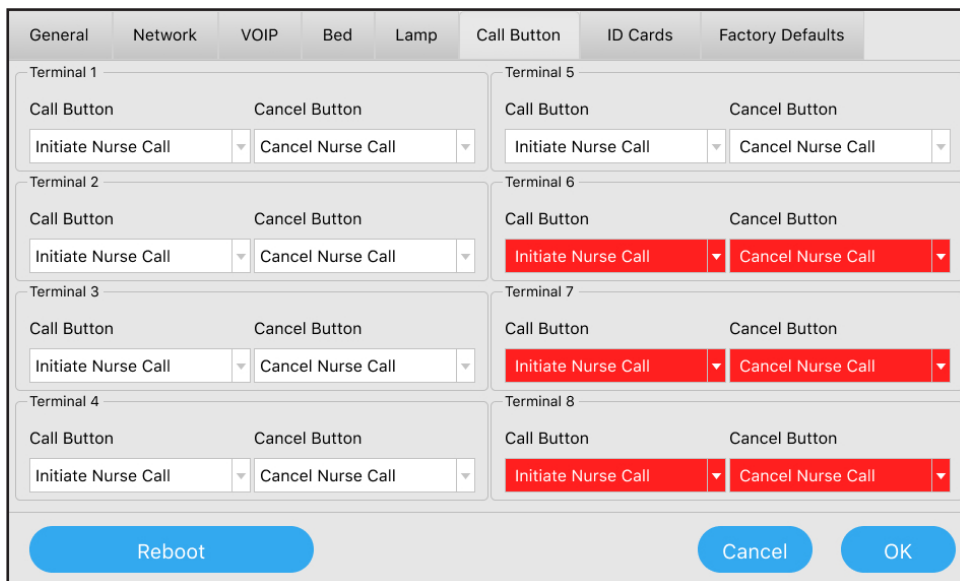 General Network VOIP Bed Lamp Call Button ID Cards Factory Defaults
Terminal 1
Call Button Cancel Button
Initiate Nurse Call Cancel Nurse Call
Terminal 2
Call Button Cancel Button
Initiate Nurse Call Cancel Nurse Call
Terminal 3
Call Button Cancel Button
Initiate Nurse Call Cancel Nurse Call
Terminal 4
Call Button Cancel Button
Initiate Nurse Call Cancel Nurse Call
Terminal 5
Call Button Cancel Button
Initiate Nurse Call Cancel Nurse Call
Terminal 6
Call Button Cancel Button
Initiate Nurse Call Cancel Nurse Call
Terminal 7
Call Button Cancel Button
Initiate Nurse Call Cancel Nurse Call
Terminal 8
Call Button Cancel Button
Initiate Nurse Call Cancel Nurse Call
Reboot Cancel OK